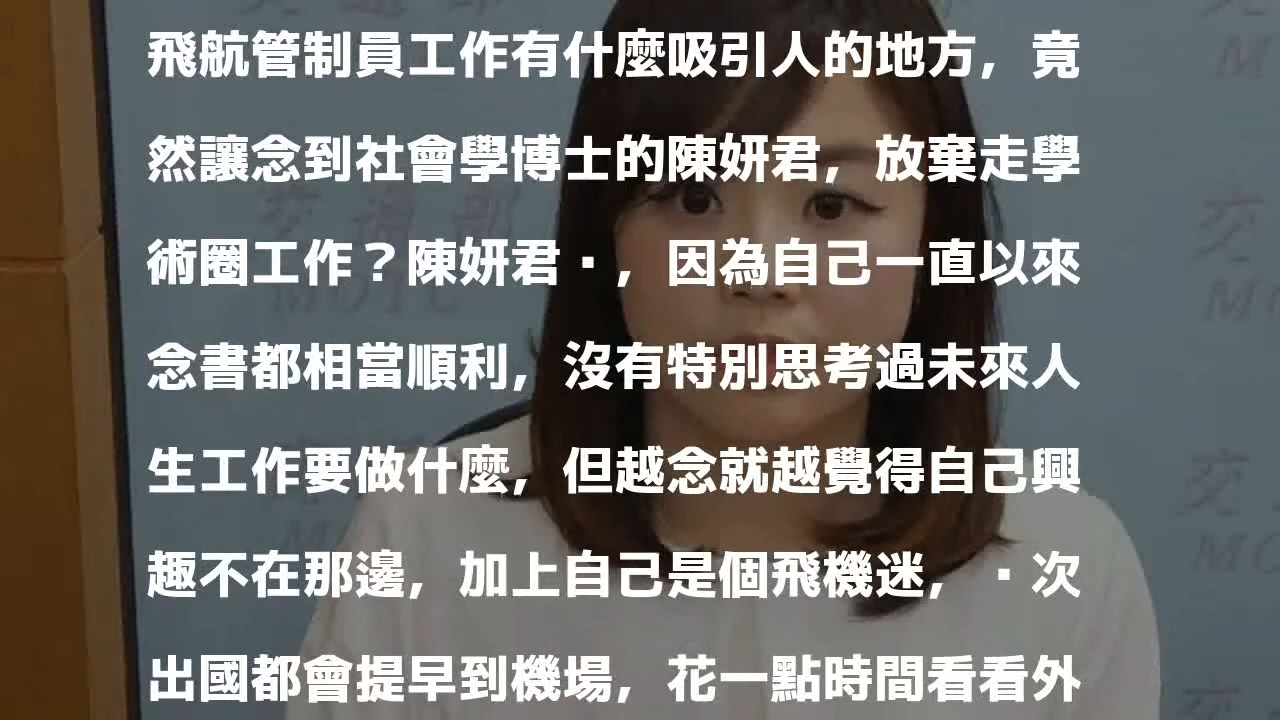 飛航管制員工作有什麼吸引人的地方，竟
然讓念到社會學博士的陳妍君，放棄走學
術圈工作？陳妍君▪，因為自己一直以來
念書都相當順利，沒有特別思考過未來人
生工作要做什麼，但越念就越覺得自己興
趣不在那邊，加上自己是個飛機迷，▪次
出國都會提早到機場，花一點時間看看外
交通部
MOTC